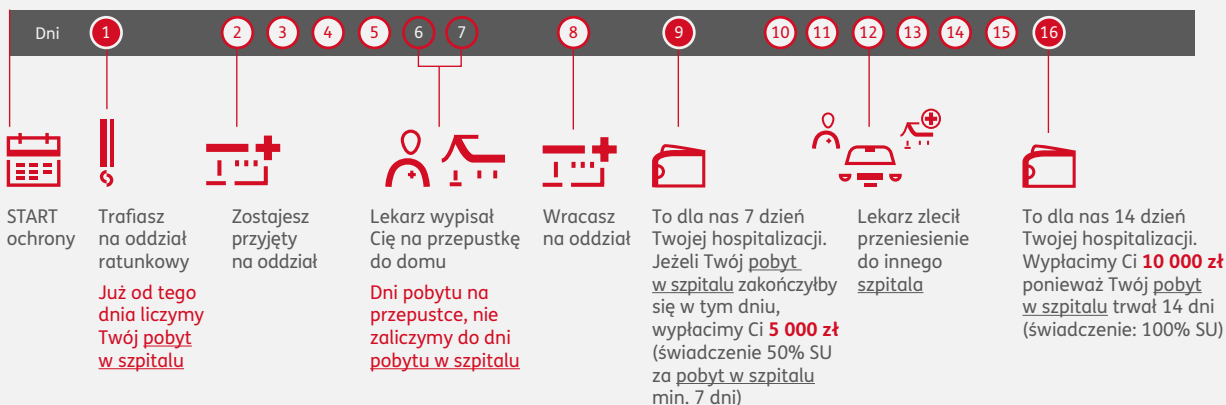 Dni 1 2 3 4 5 6 7 8 9 10 11 12 13 14 15 16
START
ochrony
Trafiasz
na oddział
ratunkowy
Już od tego
dnia liczymy
Twój pobyt
w szpitalu
Zostajesz
przyjęty
na oddział
Lekarz wypisał
Cię na przepustkę
do domu
Dni pobytu na
przepustce, nie
zaliczymy do dni
pobytu w szpitalu
Wracasz
na oddział
To dla nas 7 dzień
Twojej hospitalizacji.
Jeżeli Twój pobyt
w szpitalu zakończyłby
się w tym dniu,
wypłacimy Ci 5 000 zł
(świadczenie 50% SU
za pobyt w szpitalu
min. 7 dni)
Lekarz zlecił
przeniesienie
do innego
szpitala
To dla nas 14 dzień
Twojej hospitalizacji.
Wypłacimy Ci 10 000 zł
ponieważ Twój pobyt
w szpitalu trwał 14 dni
(świadczenie: 100% SU)